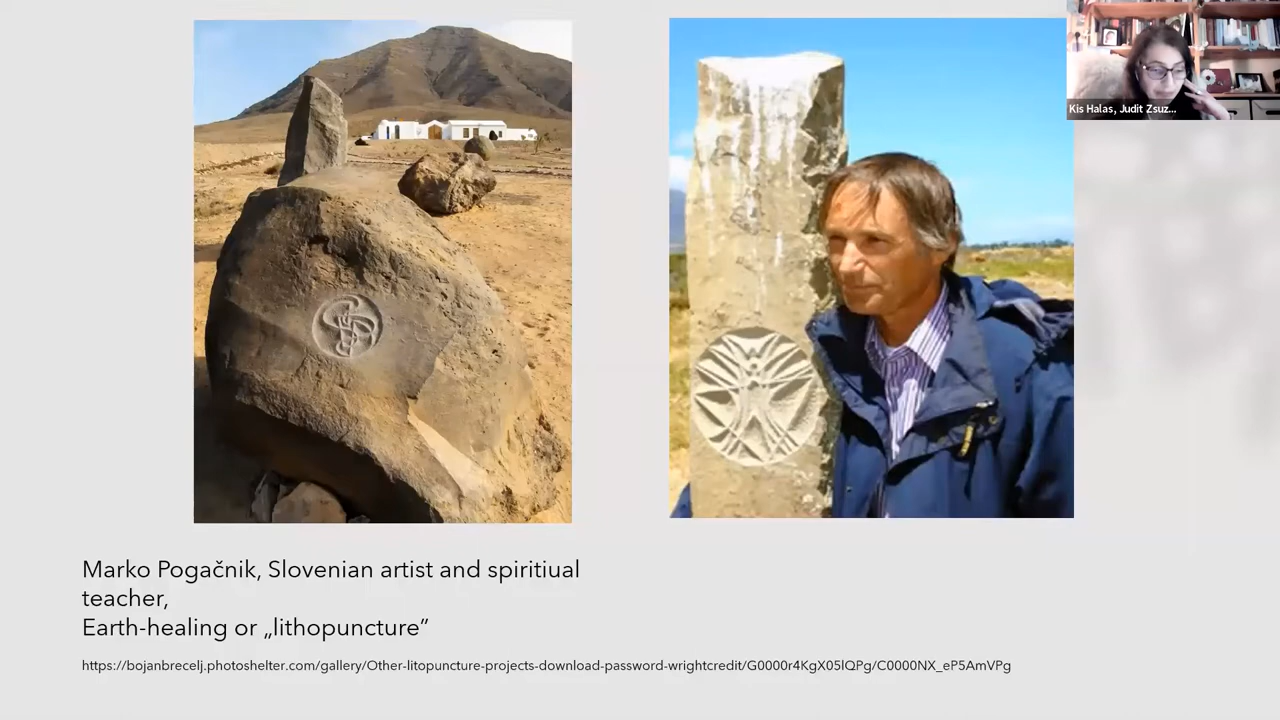 Kis Halas, Judit Zsuz...
Marko Pogačnik, Slovenian artist and spiritiual
teacher,
Earth-healing or „lithopuncture”
https://bojanbrecelj.photoshelter.com/gallery/Other-litopuncture-projects-download-password-wrightcredit/G0000r4KgX05lQPg/C0000NX_eP5AmVPg